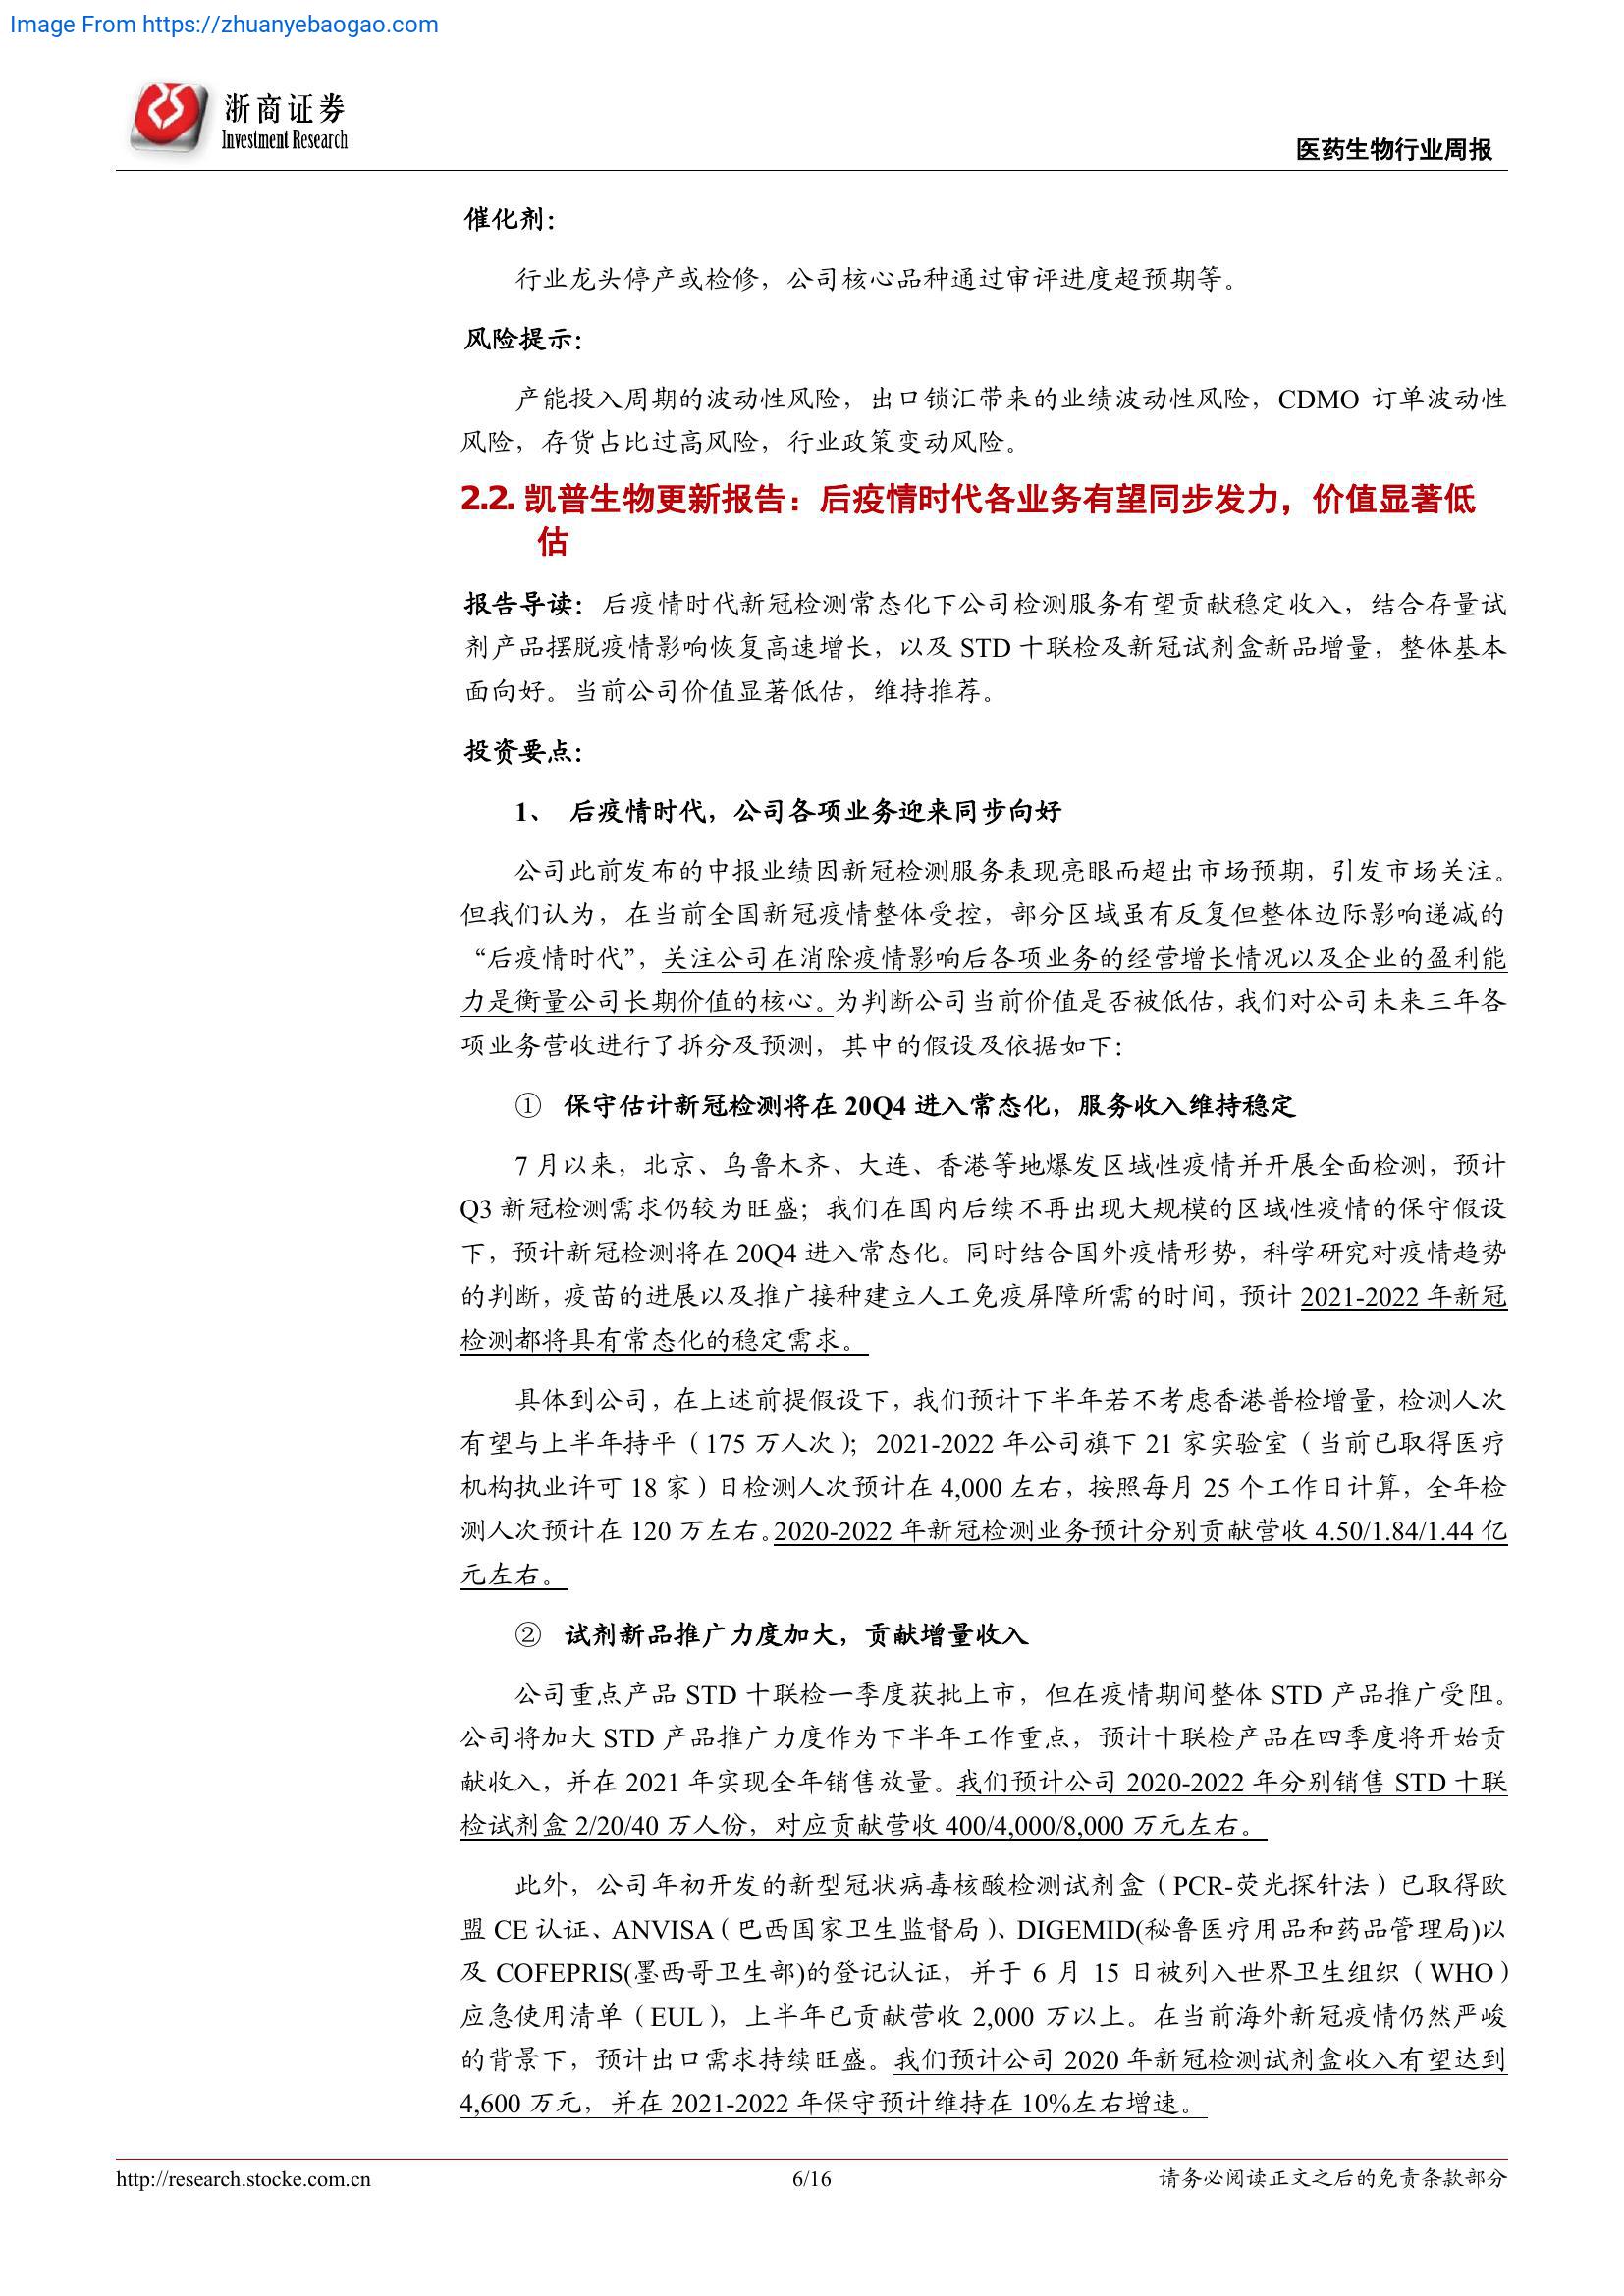 Image From https://zhuanyebaogao.com
浙商证券
Investment Research
医药生物行业周报
催化剂：
行业龙头停产或检修，公司核心品种通过审评进度超预期等。
风险提示：
产能投入周期的波动性风险，出口锁汇带来的业绩波动性风险，CDMO 订单波动性
风险，存货占比过高风险，行业政策变动风险。
2.2. 凯普生物更新报告：后疫情时代各业务有望同步发力，价值显著低
估
报告导读：后疫情时代新冠检测常态化下公司检测服务有望贡献稳定收入，结合存量试
剂产品摆脱疫情影响恢复高速增长，以及 STD 十联检及新冠试剂盒新品增量，整体基本
面向好。当前公司价值显著低估，维持推荐。
投资要点：
1、 后疫情时代，公司各项业务迎来同步向好
公司此前发布的中报业绩因新冠检测服务表现亮眼而超出市场预期，引发市场关注。
但我们认为，在当前全国新冠疫情整体受控，部分区域虽有反复但整体边际影响递减的
“后疫情时代”，关注公司在消除疫情影响后各项业务的经营增长情况以及企业的盈利能
力是衡量公司长期价值的核心。为判断公司当前价值是否被低估，我们对公司未来三年各
项业务营收进行了拆分及预测，其中的假设及依据如下：
① 保守估计新冠检测将在 20Q4 进入常态化，服务收入维持稳定
7 月以来，北京、乌鲁木齐、大连、香港等地爆发区域性疫情并开展全面检测，预计
Q3 新冠检测需求仍较为旺盛；我们在国内后续不再出现大规模的区域性疫情的保守假设
下，预计新冠检测将在 20Q4 进入常态化。同时结合国外疫情形势，科学研究对疫情趋势
的判断，疫苗的进展以及推广接种建立人工免疫屏障所需的时间，预计 2021-2022 年新冠
检测都将具有常态化的稳定需求。
具体到公司，在上述前提假设下，我们预计下半年若不考虑香港普检增量，检测人次
有望与上半年持平（175 万人次）；2021-2022 年公司旗下 21 家实验室（当前已取得医疗
机构执业许可 18 家）日检测人次预计在 4,000 左右，按照每月 25 个工作日计算，全年检
测人次预计在 120 万左右。2020-2022 年新冠检测业务预计分别贡献营收 4.50/1.84/1.44 亿
元左右。
② 试剂新品推广力度加大，贡献增量收入
公司重点产品 STD 十联检一季度获批上市，但在疫情期间整体 STD 产品推广受阻。
公司将加大 STD 产品推广力度作为下半年工作重点，预计十联检产品在四季度将开始贡
献收入，并在 2021 年实现全年销售放量。我们预计公司 2020-2022 年分别销售 STD 十联
检试剂盒 2/20/40 万人份，对应贡献营收 400/4,000/8,000 万元左右。
此外，公司年初开发的新型冠状病毒核酸检测试剂盒（PCR-荧光探针法）已取得欧
盟 CE 认证、ANVISA（巴西国家卫生监督局）、DIGEMID(秘鲁医疗用品和药品管理局)以
及 COFEPRIS(墨西哥卫生部)的登记认证，并于 6 月 15 日被列入世界卫生组织（WHO）
应急使用清单（EUL），上半年已贡献营收 2,000 万以上。在当前海外新冠疫情仍然严峻
的背景下，预计出口需求持续旺盛。我们预计公司 2020 年新冠检测试剂盒收入有望达到
4,600 万元，并在 2021-2022 年保守预计维持在 10%左右增速。
http://research.stocke.com.cn
6/16
请务必阅读正文之后的免责条款部分